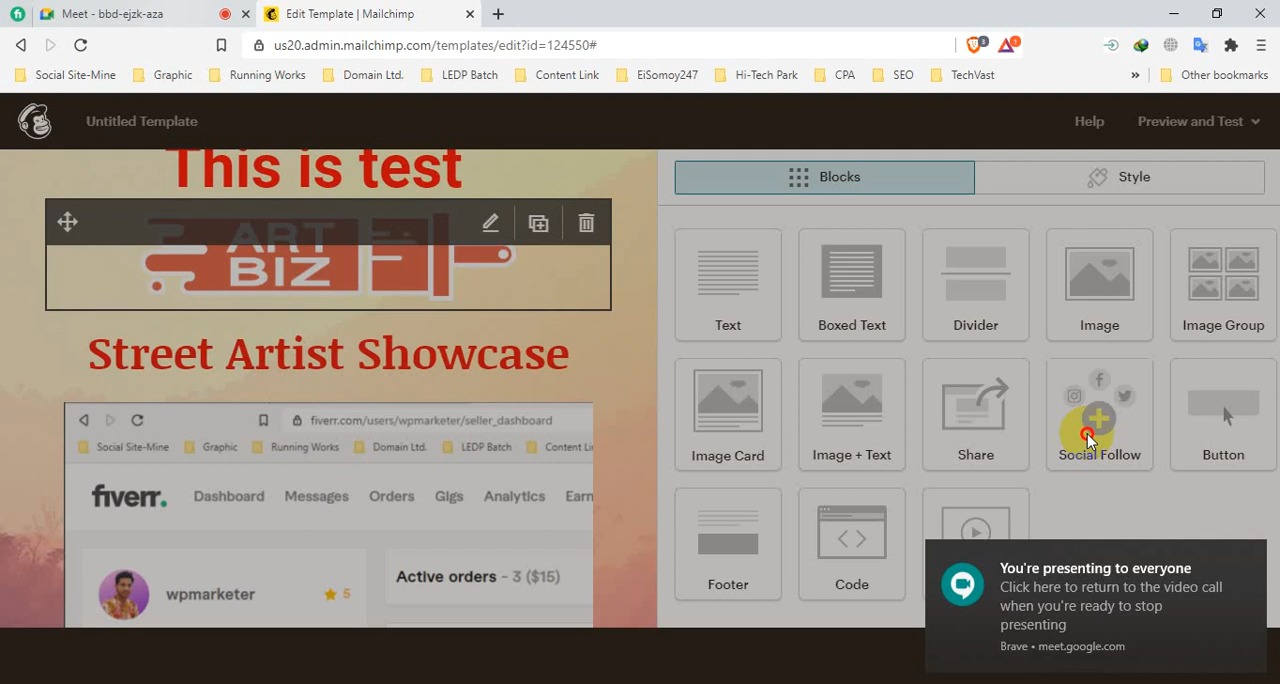 Meet - bbd-ejzk-aza
Edit Template | Mailchimp
us20.admin.mailchimp.com/templates/edit?id=124550#
3
1
Social Site-Mine
Graphic
Running Works
Domain Ltd.
LEDP Batch
Content Link
EiSomoy247
Hi-Tech Park
CPA
SEO
TechVast
»
Other bookmarks
Untitled Template
Help
Preview and Test
This is test
ART
BIZ
Street Artist Showcase
fiverr.com/users/wpmarketer/seller_dashboard
Social Site-Mine
Graphic
Running Works
Domain Ltd.
LEDP Batch
Content Li
fiverr.
Dashboard
Messages
Orders
Gigs
Analytics
Earn
wpmarketer
5
Active orders - 3 ($15)
Blocks
Style
Text
Boxed Text
Divider
Image
Image Group
Image Card
Image + Text
Share
Social Follow
Button
Footer
Code
You're presenting to everyone
Click here to return to the video call
when you're ready to stop
presenting
Brave • meet.google.com